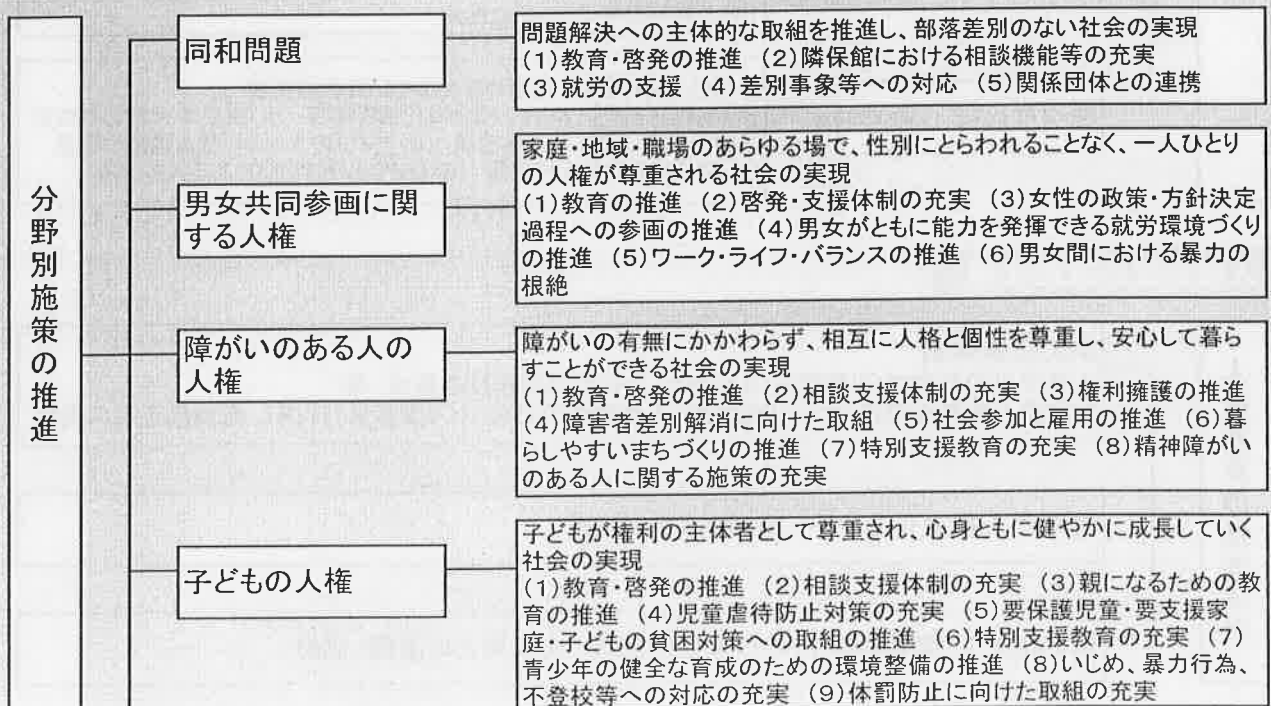 分野別施策の推進
同和問題
問題解決への主体的な取組を推進し、部落差別のない社会の実現
(1)教育・啓発の推進 (2)隣保館における相談機能等の充実
(3)就労の支援 (4)差別事象等への対応 (5)関係団体との連携
男女共同参画に関
する人権
家庭・地域・職場のあらゆる場で、性別にとらわれることなく、一人ひとり
の人権が尊重される社会の実現
(1)教育の推進 (2)啓発・支援体制の充実 (3)女性の政策・方針決定
過程への参画の推進 (4)男女がともに能力を発揮できる就労環境づくり
の推進 (5)ワーク・ライフ・バランスの推進 (6)男女間における暴力の
根絶
障がいのある人の
人権
障がいの有無にかかわらず、相互に人格と個性を尊重し、安心して暮ら
すことができる社会の実現
(1)教育・啓発の推進 (2)相談支援体制の充実 (3)権利擁護の推進
(4)障害者差別解消に向けた取組 (5)社会参加と雇用の推進 (6)暮
らしやすいまちづくりの推進 (7)特別支援教育の充実 (8)精神障がい
のある人に関する施策の充実
子どもの人権
子どもが権利の主体者として尊重され、心身ともに健やかに成長していく
社会の実現
(1)教育・啓発の推進 (2)相談支援体制の充実 (3)親になるための教
育の推進 (4)児童虐待防止対策の充実 (5)要保護児童・要支援家
庭・子どもの貧困対策への取組の推進 (6)特別支援教育の充実 (7)
青少年の健全な育成のための環境整備の推進 (8)いじめ、暴力行為、
不登校等への対応の充実 (9)体罰防止に向けた取組の充実